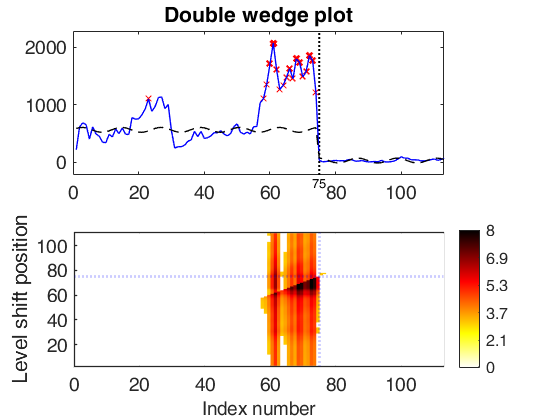 Double wedge plot
2000
1000
0
0 20 40 60 75 80 100
Level shift position
100
80
60
40
20
0 20 40 60 80 100
Index number
8
6.9
5.3
3.7
2.1
0